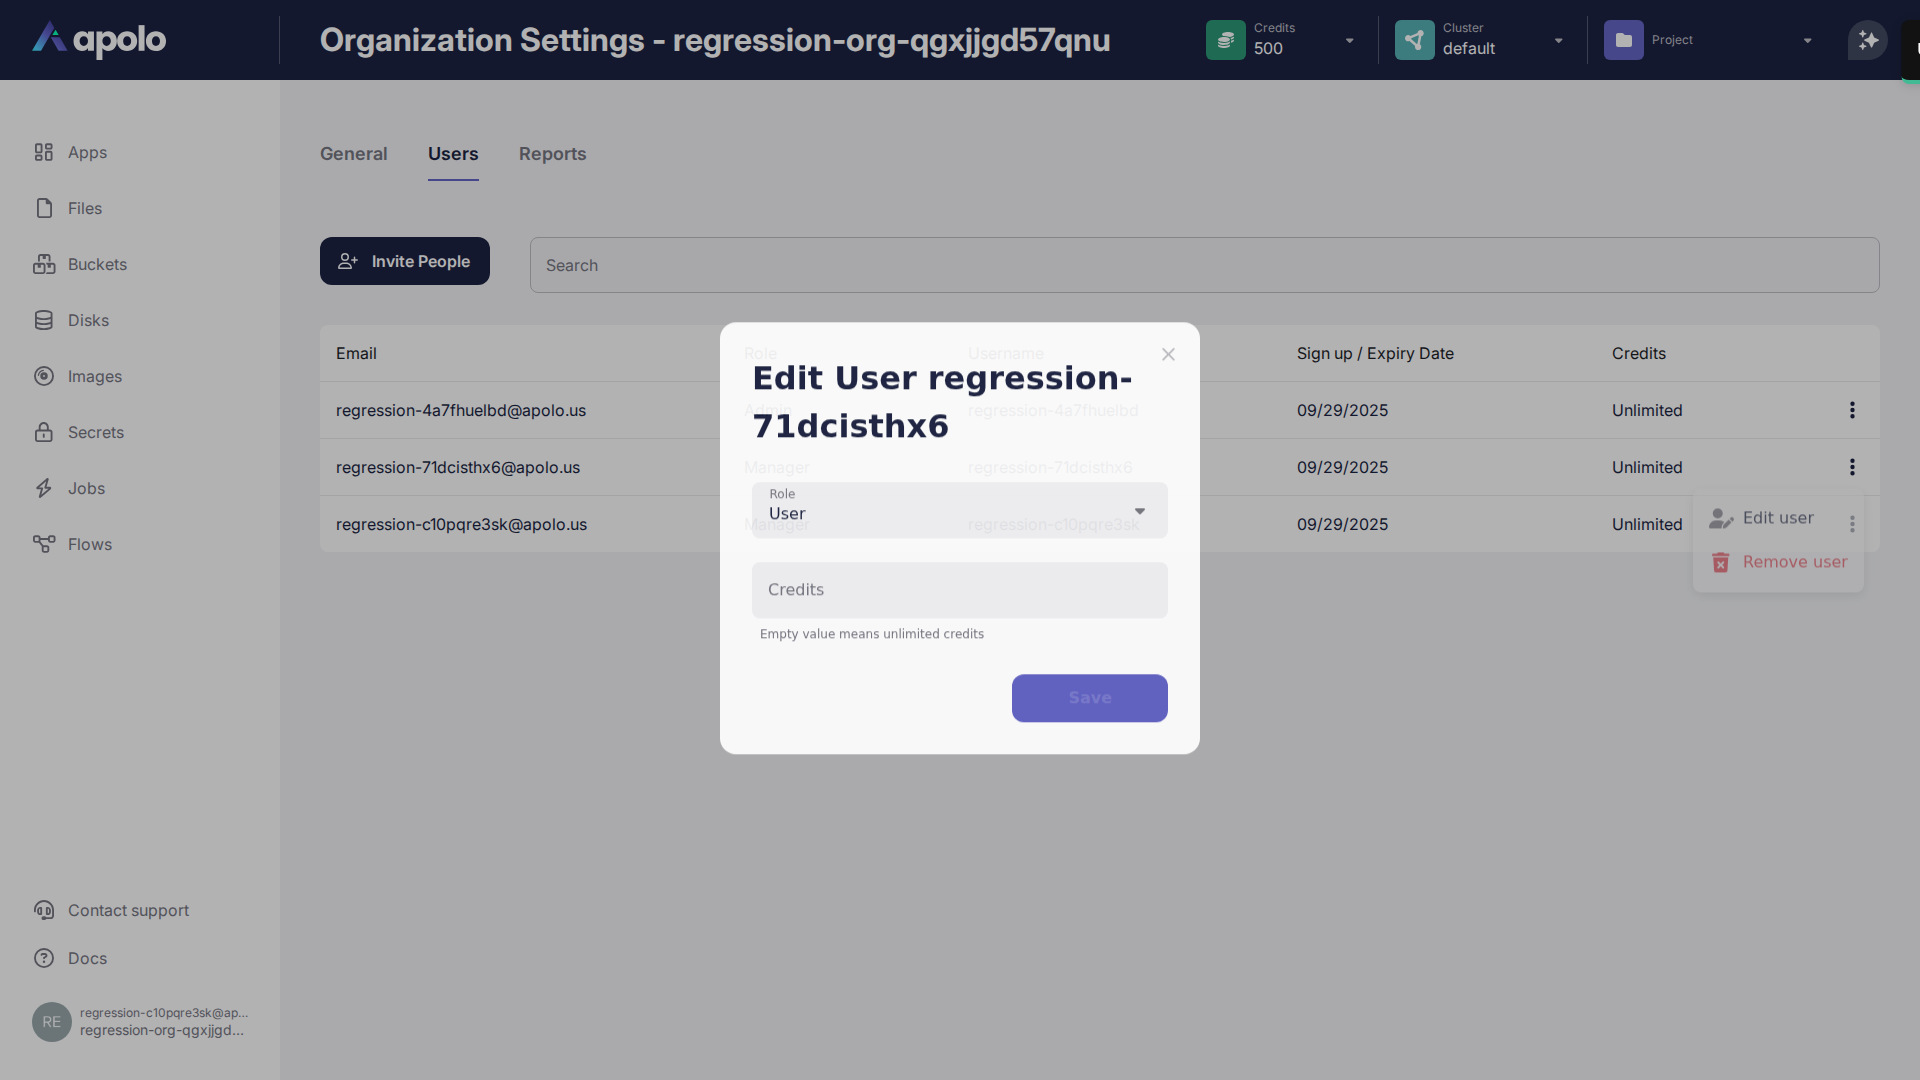 apolo
Organization Settings - regression-org-qgxjjgd57qnu
Credits
500
Cluster
default
Project
Apps
Files
Buckets
Disks
Images
Secrets
Jobs
Flows
General
Users
Reports
Invite People
Search
Email
Role
Username
Sign up / Expiry Date
Credits
regression-4a7fhuelbd@apolo.us
Admin
regression-4a7fhuelbd
09/29/2025
Unlimited
regression-71dcisthx6@apolo.us
Manager
regression-71dcisthx6
09/29/2025
Unlimited
regression-c10pqre3sk@apolo.us
Manager
regression-c10pqre3sk
09/29/2025
Unlimited
Edit user
Remove user
Edit User regression-
71dcisthx6
Role
User
Credits
Empty value means unlimited credits
Save
Contact support
Docs
RE
regression-c10pqre3sk@ap...
regression-org-qgxjjgd...